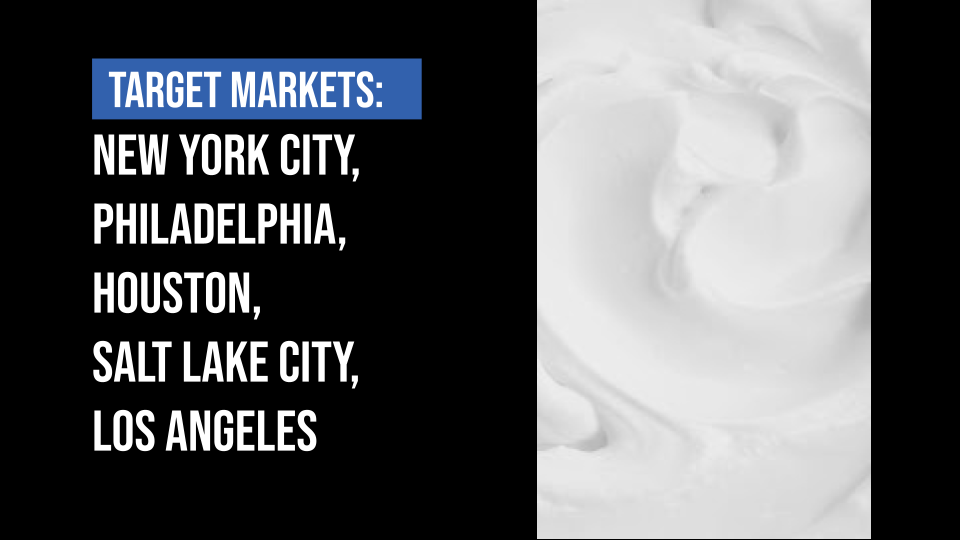 TARGET MARKETS:
NEW YORK CITY,
PHILADELPHIA,
HOUSTON,
SALT LAKE CITY,
LOS ANGELES